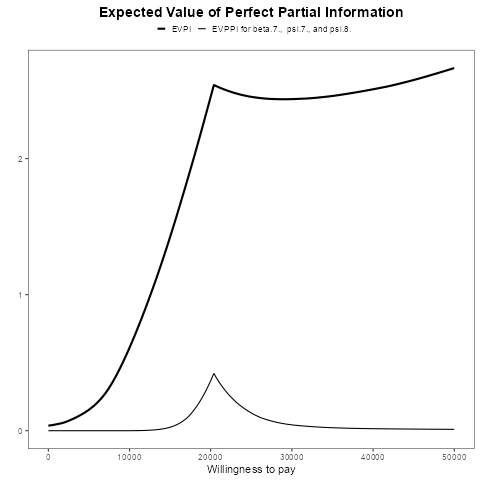 Expected Value of Perfect Partial Information
EVPI EVPPI for beta.7., psi.7., and psi.8.
2
1
0
0 10000 20000 30000 40000 50000
Willingness to pay